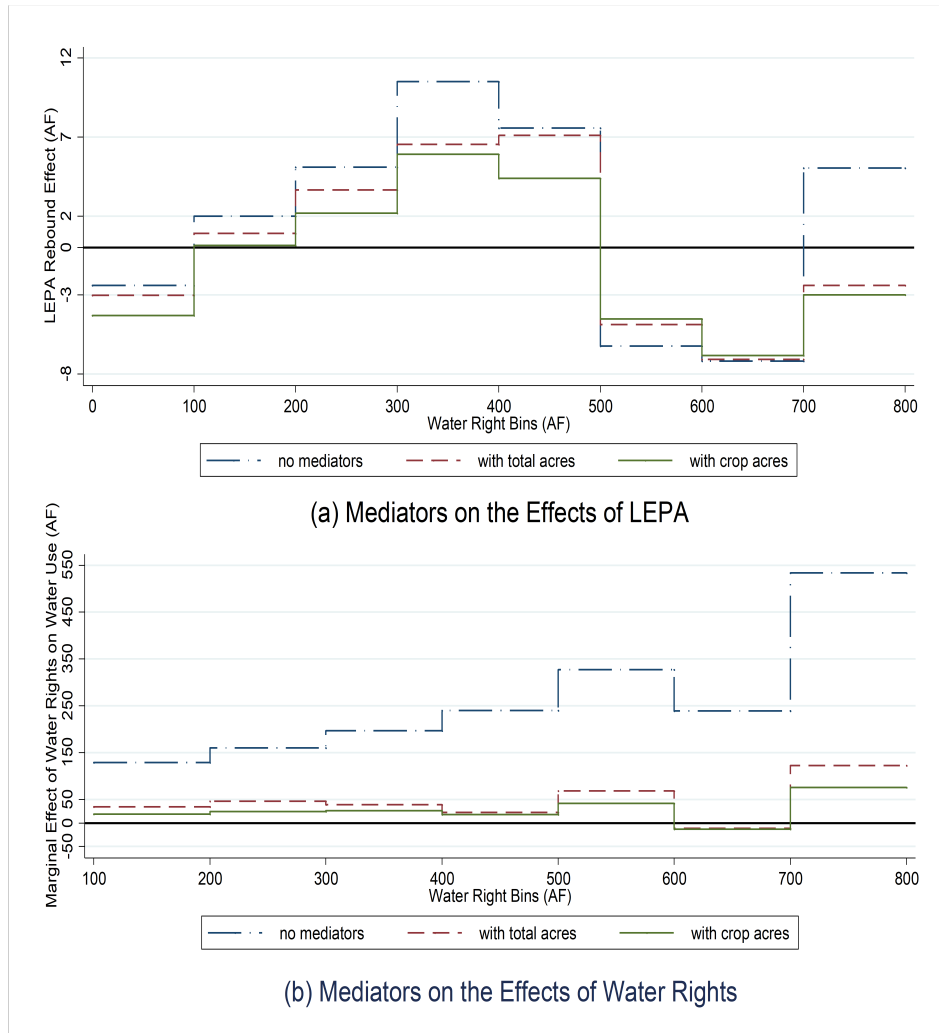 LEPA Rebound Effect (AF)
12
7
2
0
-3
-8
0 100 200 300 400 500 600 700 800
Water Right Bins (AF)
no mediators with total acres with crop acres
(a) Mediators on the Effects of LEPA
Marginal Effect of Water Rights on Water Use (AF)
550
450
350
250
150
50
0
-50
100 200 300 400 500 600 700 800
Water Right Bins (AF)
no mediators with total acres with crop acres
(b) Mediators on the Effects of Water Rights